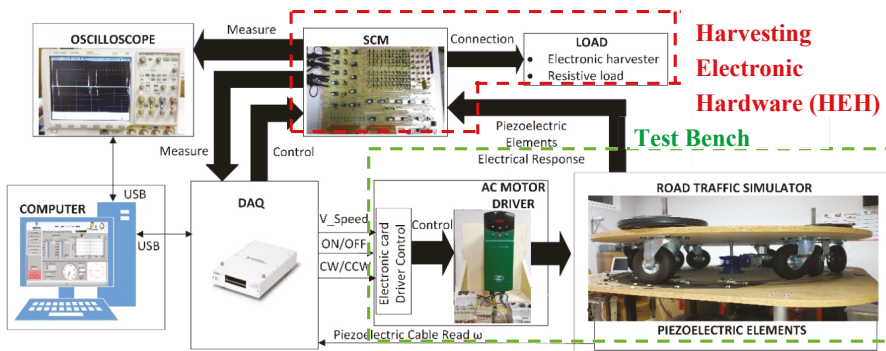 OSCILLOSCOPE
Measure
SCM
Connection
LOAD
Electronic harvester
Resistive load
Harvesting
Electronic
Hardware (HEH)
Piezoelectric
Elements
Electrical Response
Test Bench
Measure
Control
USB
USB
COMPUTER
DAQ
V_Speed
ON/OFF
CW/CCW
Electronic card
Driver Control
Control
AC MOTOR
DRIVER
ROAD TRAFFIC SIMULATOR
PIEZOELECTRIC ELEMENTS
Piezoelectric Cable Read ω